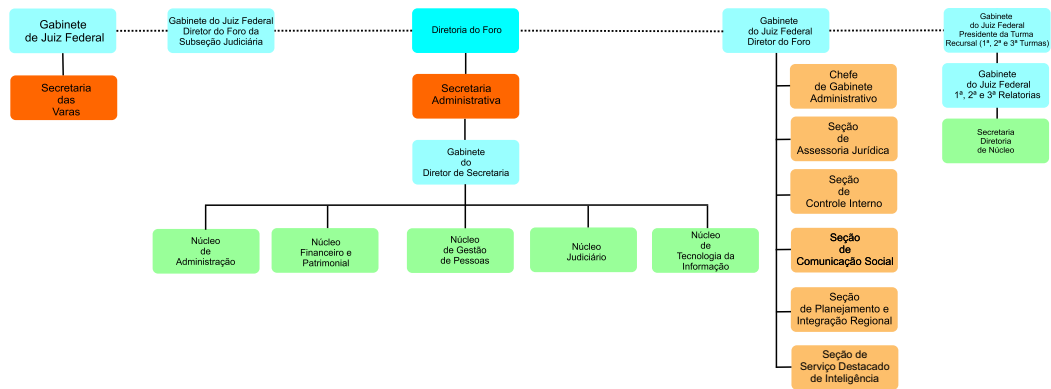 Gabinete
de Juiz Federal
Gabinete do Juiz Federal
Diretor do Foro da
Subseção Judiciária
Diretoria do Foro
Gabinete
do Juiz Federal
Diretor do Foro
Gabinete
do Juiz Federal
Presidente da Turma
Recursal (1ª, 2ª e 3ª Turmas)
Secretaria
das
Varas
Secretaria
Administrativa
Chefe
de Gabinete
Administrativo
Gabinete
do Juiz Federal
1ª, 2ª e 3ª Relatorias
Seção
de
Assessoria Jurídica
Secretaria
Diretoria
de Núcleo
Gabinete
do
Diretor de Secretaria
Seção
de
Controle Interno
Núcleo
de
Administração
Núcleo
Financeiro e
Patrimonial
Núcleo
de Gestão
de Pessoas
Núcleo
Judiciário
Núcleo
de
Tecnologia da
Informação
Seção
de
Comunicação Social
Seção
de Planejamento e
Integração Regional
Seção de
Serviço Destacado
de Inteligência